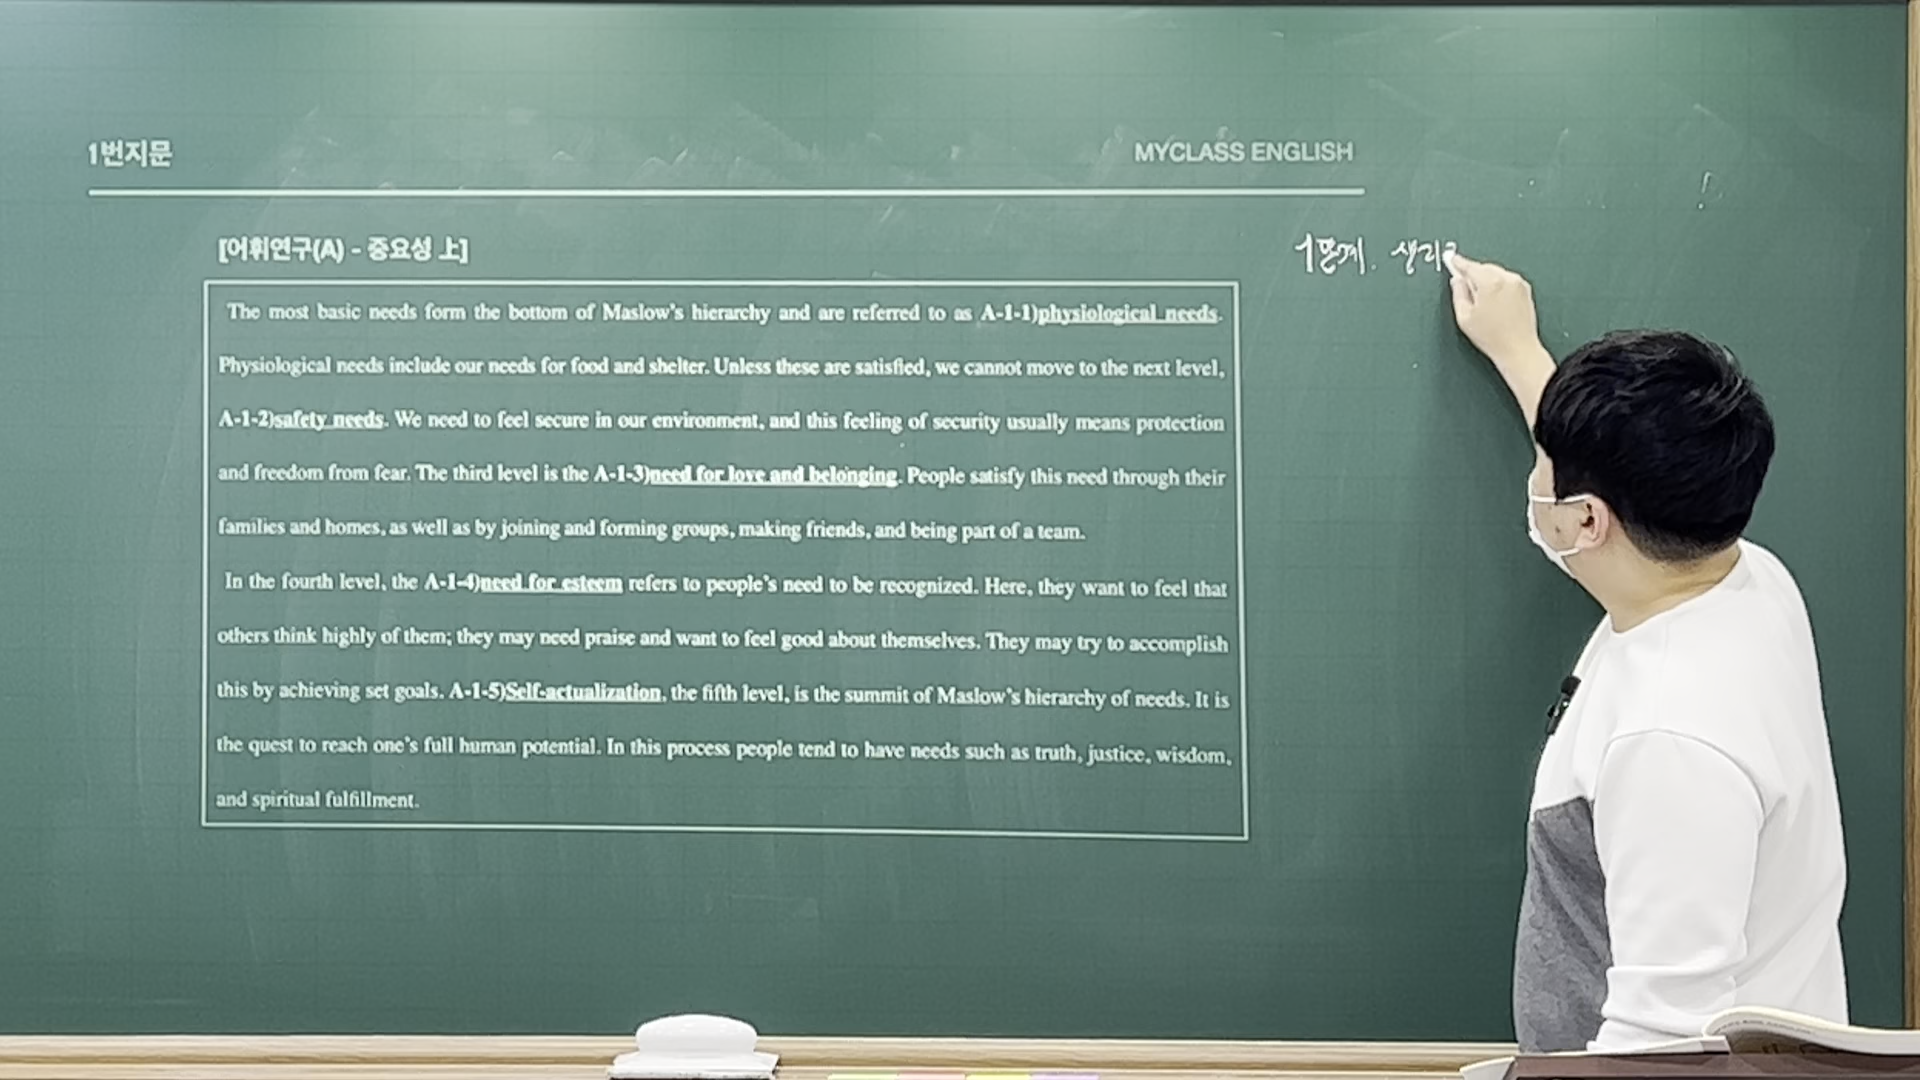 1번지문
MYCLASS ENGLISH
[어휘연구(A) - 중요성 上]
The most basic needs form the bottom of Maslow's hierarchy and are referred to as A-1-1)physiological needs.
Physiological needs include our needs for food and shelter. Unless these are satisfied, we cannot move to the next level,
A-1-2)safety needs. We need to feel secure in our environment, and this feeling of security usually means protection
and freedom from fear. The third level is the A-1-3)need for love and belonging. People satisfy this need through their
families and homes, as well as by joining and forming groups, making friends, and being part of a team.
In the fourth level, the A-1-4)need for esteem refers to people's need to be recognized. Here, they want to feel that
others think highly of them; they may need praise and want to feel good about themselves. They may try to accomplish
this by achieving set goals. A-1-5)Self-actualization, the fifth level, is the summit of Maslow's hierarchy of needs. It is
the quest to reach one's full human potential. In this process people tend to have needs such as truth, justice, wisdom,
and spiritual fulfillment.
1단계. 생리